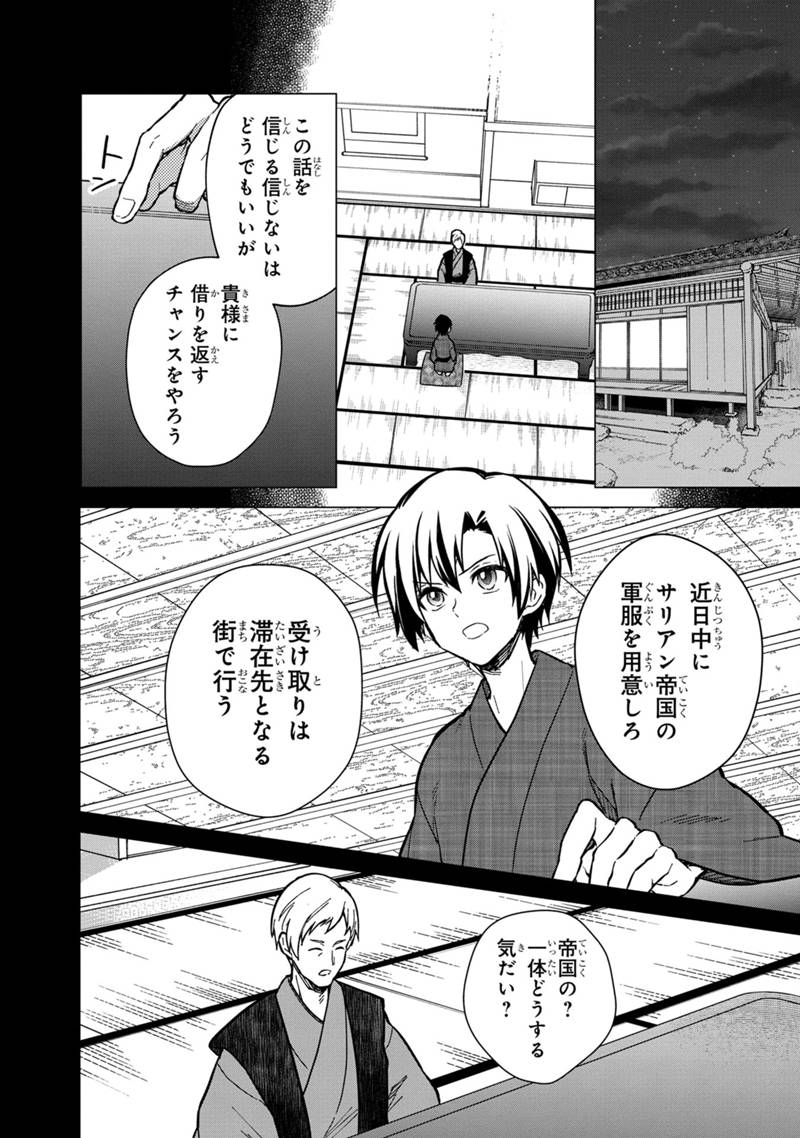 この話を
信じる信じないは
どうでもいいが
貴様に
借りを返す
チャンスをやろう
トン
近日中に
サリアン帝国の
軍服を用意しろ
受け取りは
滞在先となる
街で行う
帝国の?
一体どうする
気だい?